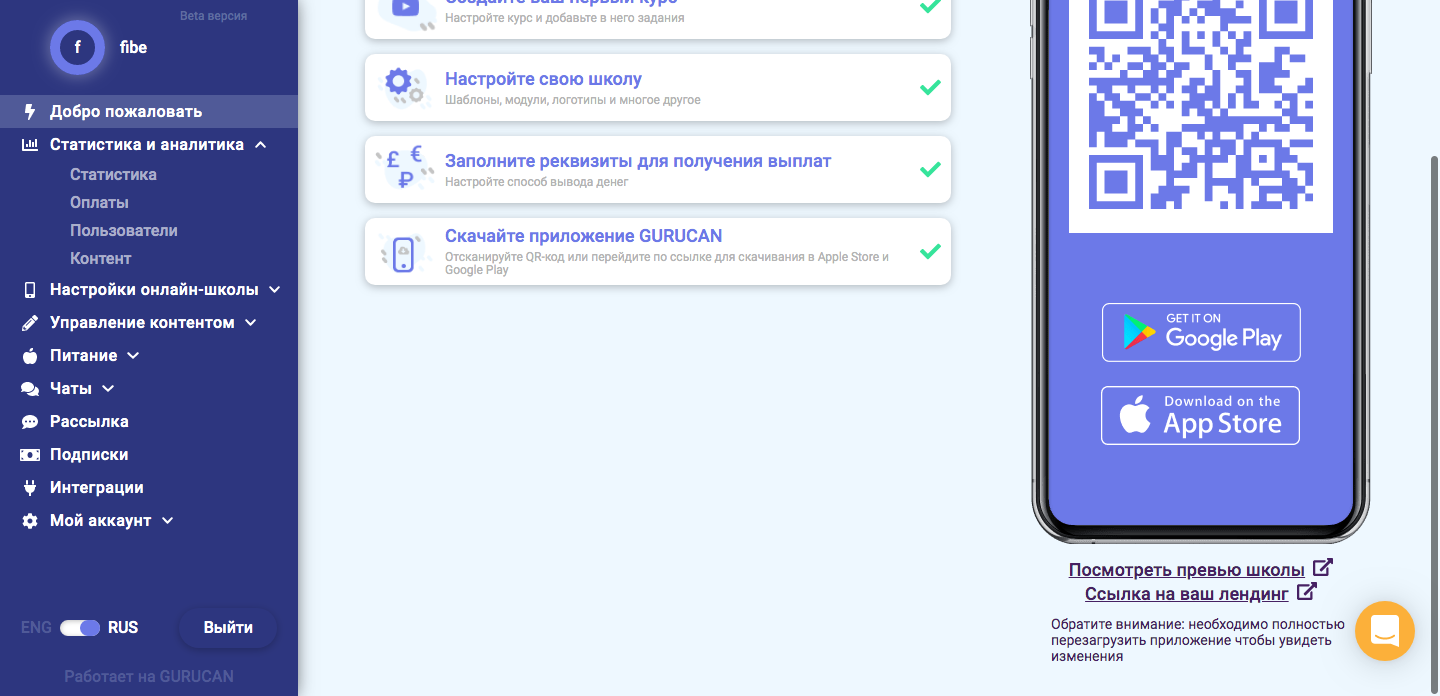 Beta версия
f
fibe
Добро пожаловать
Статистика и аналитика
Статистика
Оплаты
Пользователи
Контент
Настройки онлайн-школы
Управление контентом
Питание
Чаты
Рассылка
Подписки
Интеграции
Мой аккаунт
ENG
RUS
Выйти
Работает на GURUCAN
Создайте ваш первый курс
Настройте курс и добавьте в него задания
Настройте свою школу
Шаблоны, модули, логотипы и многое другое
£ € ₽
Заполните реквизиты для получения выплат
Настройте способ вывода денег
Скачайте приложение GURUCAN
Отсканируйте QR-код или перейдите по ссылке для скачивания в Apple Store и
Google Play
GET IT ON
Google Play
Download on the
App Store
Посмотреть превью школы
Ссылка на ваш лендинг
Обратите внимание: необходимо полностью
перезагрузить приложение чтобы увидеть
изменения